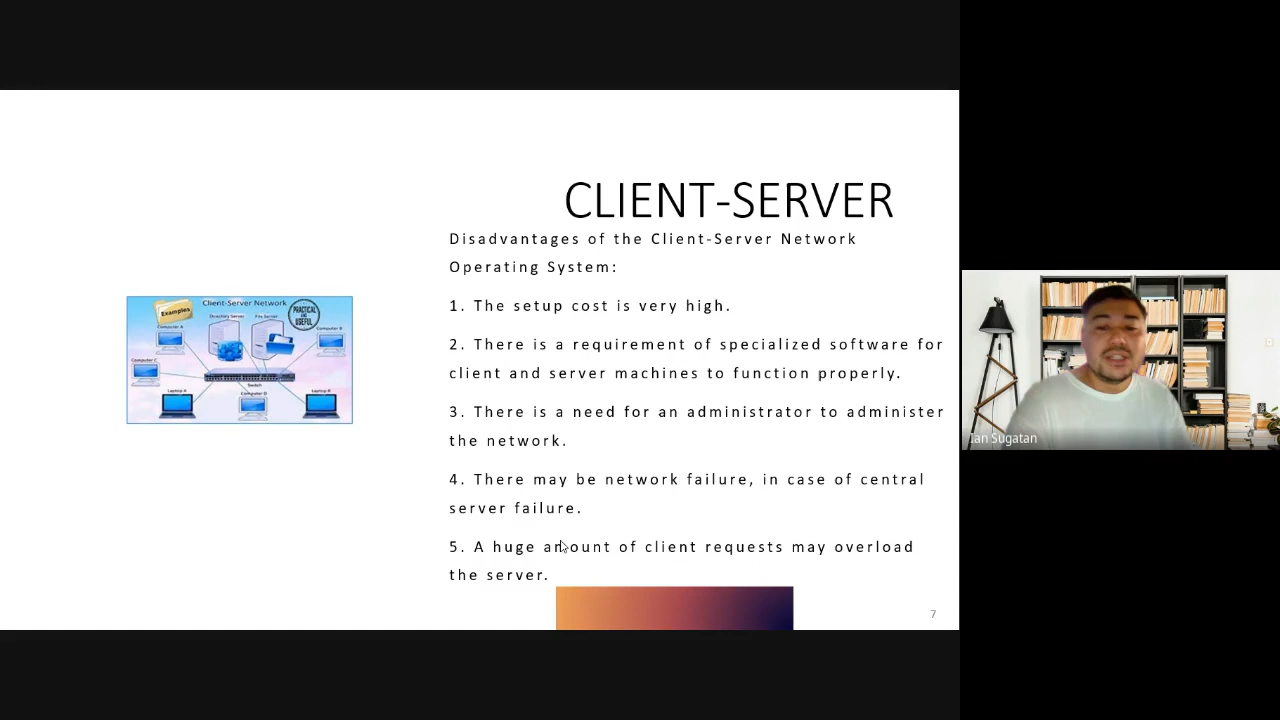 CLIENT-SERVER
Disadvantages of the Client-Server Network
Operating System:
1. The setup cost is very high.
2. There is a requirement of specialized software for
client and server machines to function properly.
3. There is a need for an administrator to administer
the network.
4. There may be network failure, in case of central
server failure.
5. A huge amount of client requests may overload
the server.
7
Client-Server Network
Examples
PRACTICAL
AND
USEFUL
Directory Server
File Server
Computer A
Computer B
Computer C
Switch
Laptop A
Computer D
Laptop B
Ian Sugatan